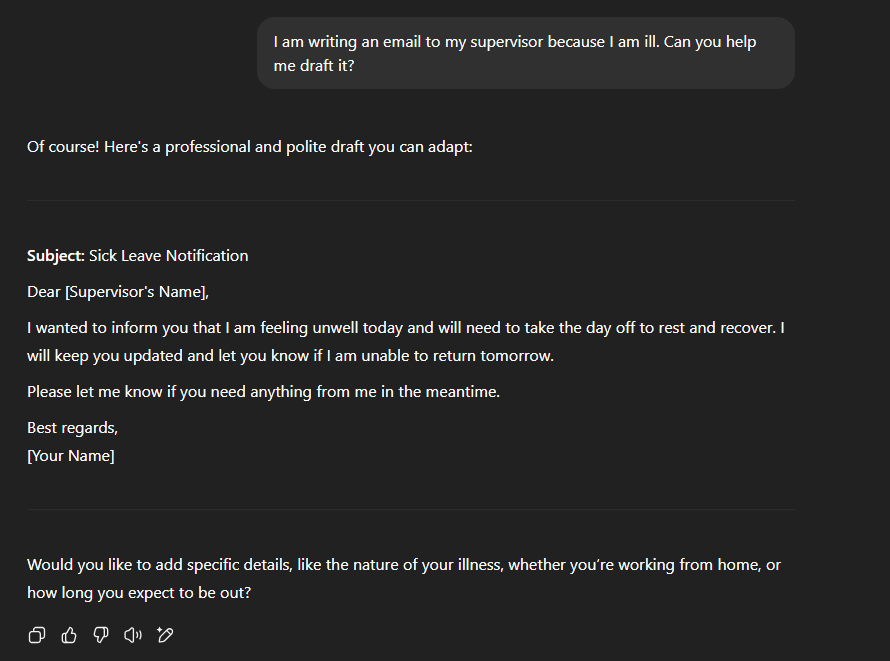 I am writing an email to my supervisor because I am ill. Can you help
me draft it?
Of course! Here's a professional and polite draft you can adapt:
Subject: Sick Leave Notification
Dear [Supervisor's Name],
I wanted to inform you that I am feeling unwell today and will need to take the day off to rest and recover. I
will keep you updated and let you know if I am unable to return tomorrow.
Please let me know if you need anything from me in the meantime.
Best regards,
[Your Name]
Would you like to add specific details, like the nature of your illness, whether you’re working from home, or
how long you expect to be out?